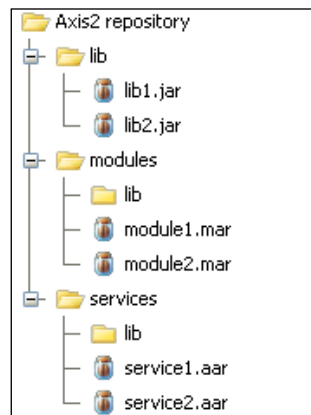 Axis2 repository
lib
lib1.jar
lib2.jar
modules
lib
module1.mar
module2.mar
services
lib
service1.aar
service2.aar